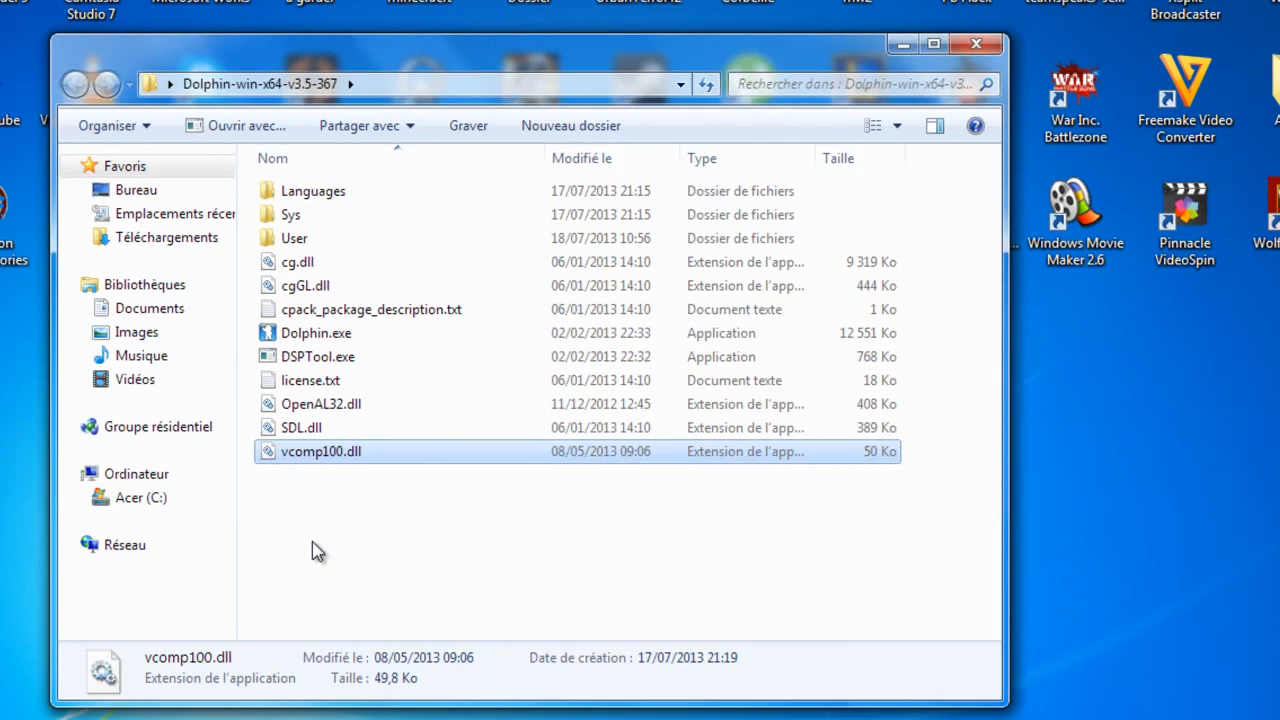 Studio 7
Microsoft Works
a garder
minecraft
Dossier
Corbeille
mw2
Broadcaster
Dolphin-win-x64-v3.5-367
Rechercher dans : Dolphin-win-x64-v3...
Organiser
Ouvrir avec...
Partager avec
Graver
Nouveau dossier
Nom
Modifié le
Type
Taille
Favoris
Bureau
Emplacements récen
Téléchargements
Bibliothèques
Documents
Images
Musique
Vidéos
Groupe résidentiel
Ordinateur
Acer (C:)
Réseau
Languages 17/07/2013 21:15 Dossier de fichiers
Sys 17/07/2013 21:15 Dossier de fichiers
User 18/07/2013 10:56 Dossier de fichiers
cg.dll 06/01/2013 14:10 Extension de l'app... 9 319 Ko
cgGL.dll 06/01/2013 14:10 Extension de l'app... 444 Ko
cpack_package_description.txt 06/01/2013 14:10 Document texte 1 Ko
Dolphin.exe 02/02/2013 22:33 Application 12 551 Ko
DSPTool.exe 02/02/2013 22:32 Application 768 Ko
license.txt 06/01/2013 14:10 Document texte 18 Ko
OpenAL32.dll 11/12/2012 12:45 Extension de l'app... 408 Ko
SDL.dll 06/01/2013 14:10 Extension de l'app... 389 Ko
vcomp100.dll 08/05/2013 09:06 Extension de l'app... 50 Ko
vcomp100.dll Modifié le : 08/05/2013 09:06 Date de création : 17/07/2013 21:19
Extension de l'application Taille : 49,8 Ko
WAR
War Inc.
Battlezone
Freemake Video
Converter
Windows Movie
Maker 2.6
Pinnacle
VideoSpin